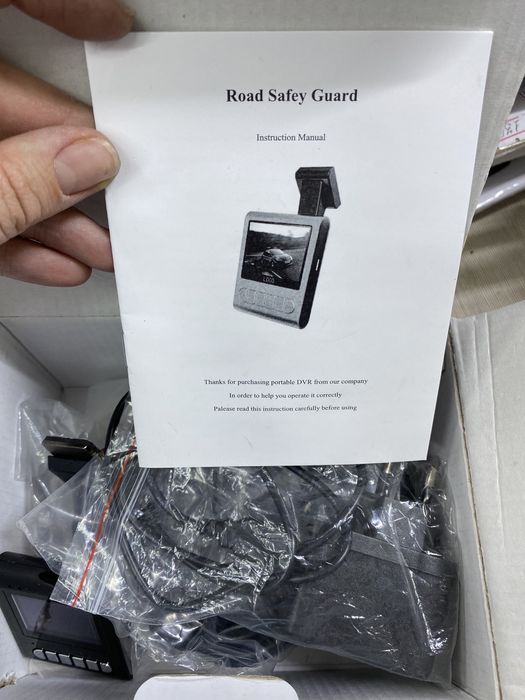 Road Safey Guard
Instruction Manual
Thanks for purchasing portable DVR from our company
In order to help you operate it correctly
Palease read this instruction carefully before using